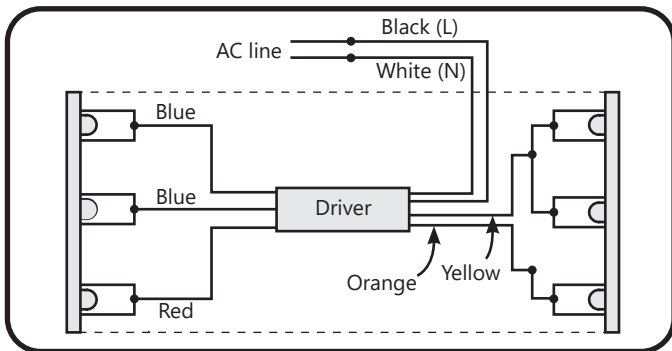 Black (L)
AC line
White (N)
Blue
Blue
Driver
Orange
Yellow
Red